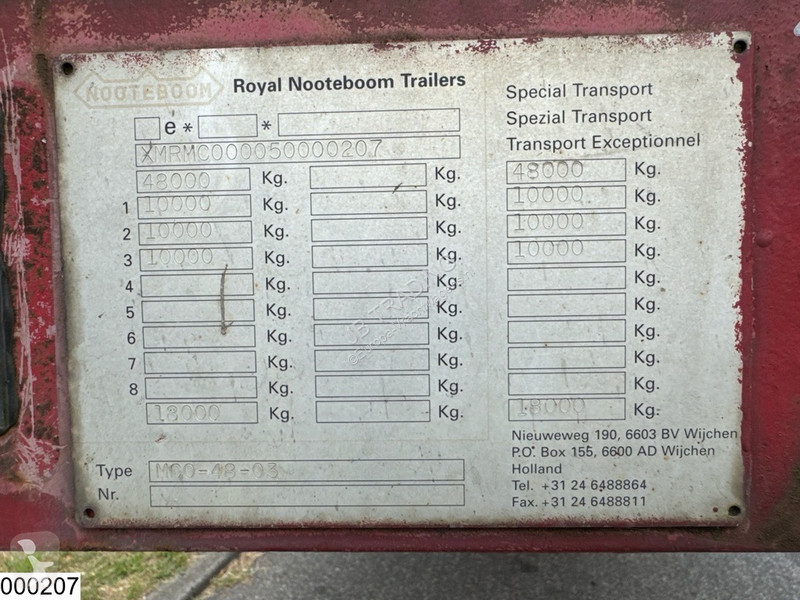 NOOTEBOOM
Royal Nooteboom Trailers
e* *
XMRMC000050000207
48000 Kg. Kg.
1 10000 Kg. Kg.
2 10000 Kg. Kg.
3 10000 Kg. Kg.
4 Kg. Kg.
5 Kg. Kg.
6 Kg. Kg.
7 Kg. Kg.
8 Kg. Kg.
18000 Kg. Kg.
Type MCO-48-03
Nr.
Special Transport
Spezial Transport
Transport Exceptionnel
48000 Kg.
10000 Kg.
10000 Kg.
10000 Kg.
Kg.
Kg.
Kg.
Kg.
Kg.
18000 Kg.
Nieuweweg 190, 6603 BV Wijchen
P.O. Box 155, 6600 AD Wijchen
Holland
Tel. +31 24 6488864
Fax. +31 24 6488811
000207